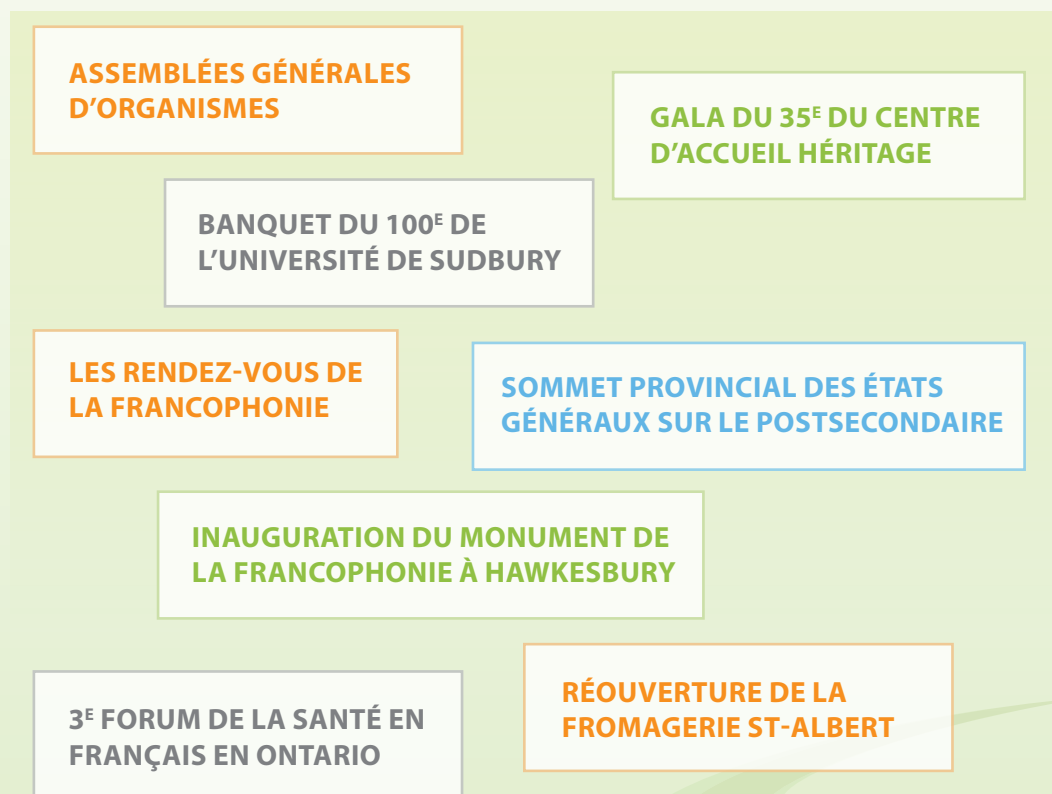 ASSEMBLÉES GÉNÉRALES
D'ORGANISMES
GALA DU 35E DU CENTRE
D'ACCUEIL HÉRITAGE
BANQUET DU 100E DE
L'UNIVERSITÉ DE SUDBURY
LES RENDEZ-VOUS DE
LA FRANCOPHONIE
SOMMET PROVINCIAL DES ÉTATS
GÉNÉRAUX SUR LE POSTSECONDAIRE
INAUGURATION DU MONUMENT DE
LA FRANCOPHONIE À HAWKESBURY
RÉOUVERTURE DE LA
FROMAGERIE ST-ALBERT
3E FORUM DE LA SANTÉ EN
FRANÇAIS EN ONTARIO